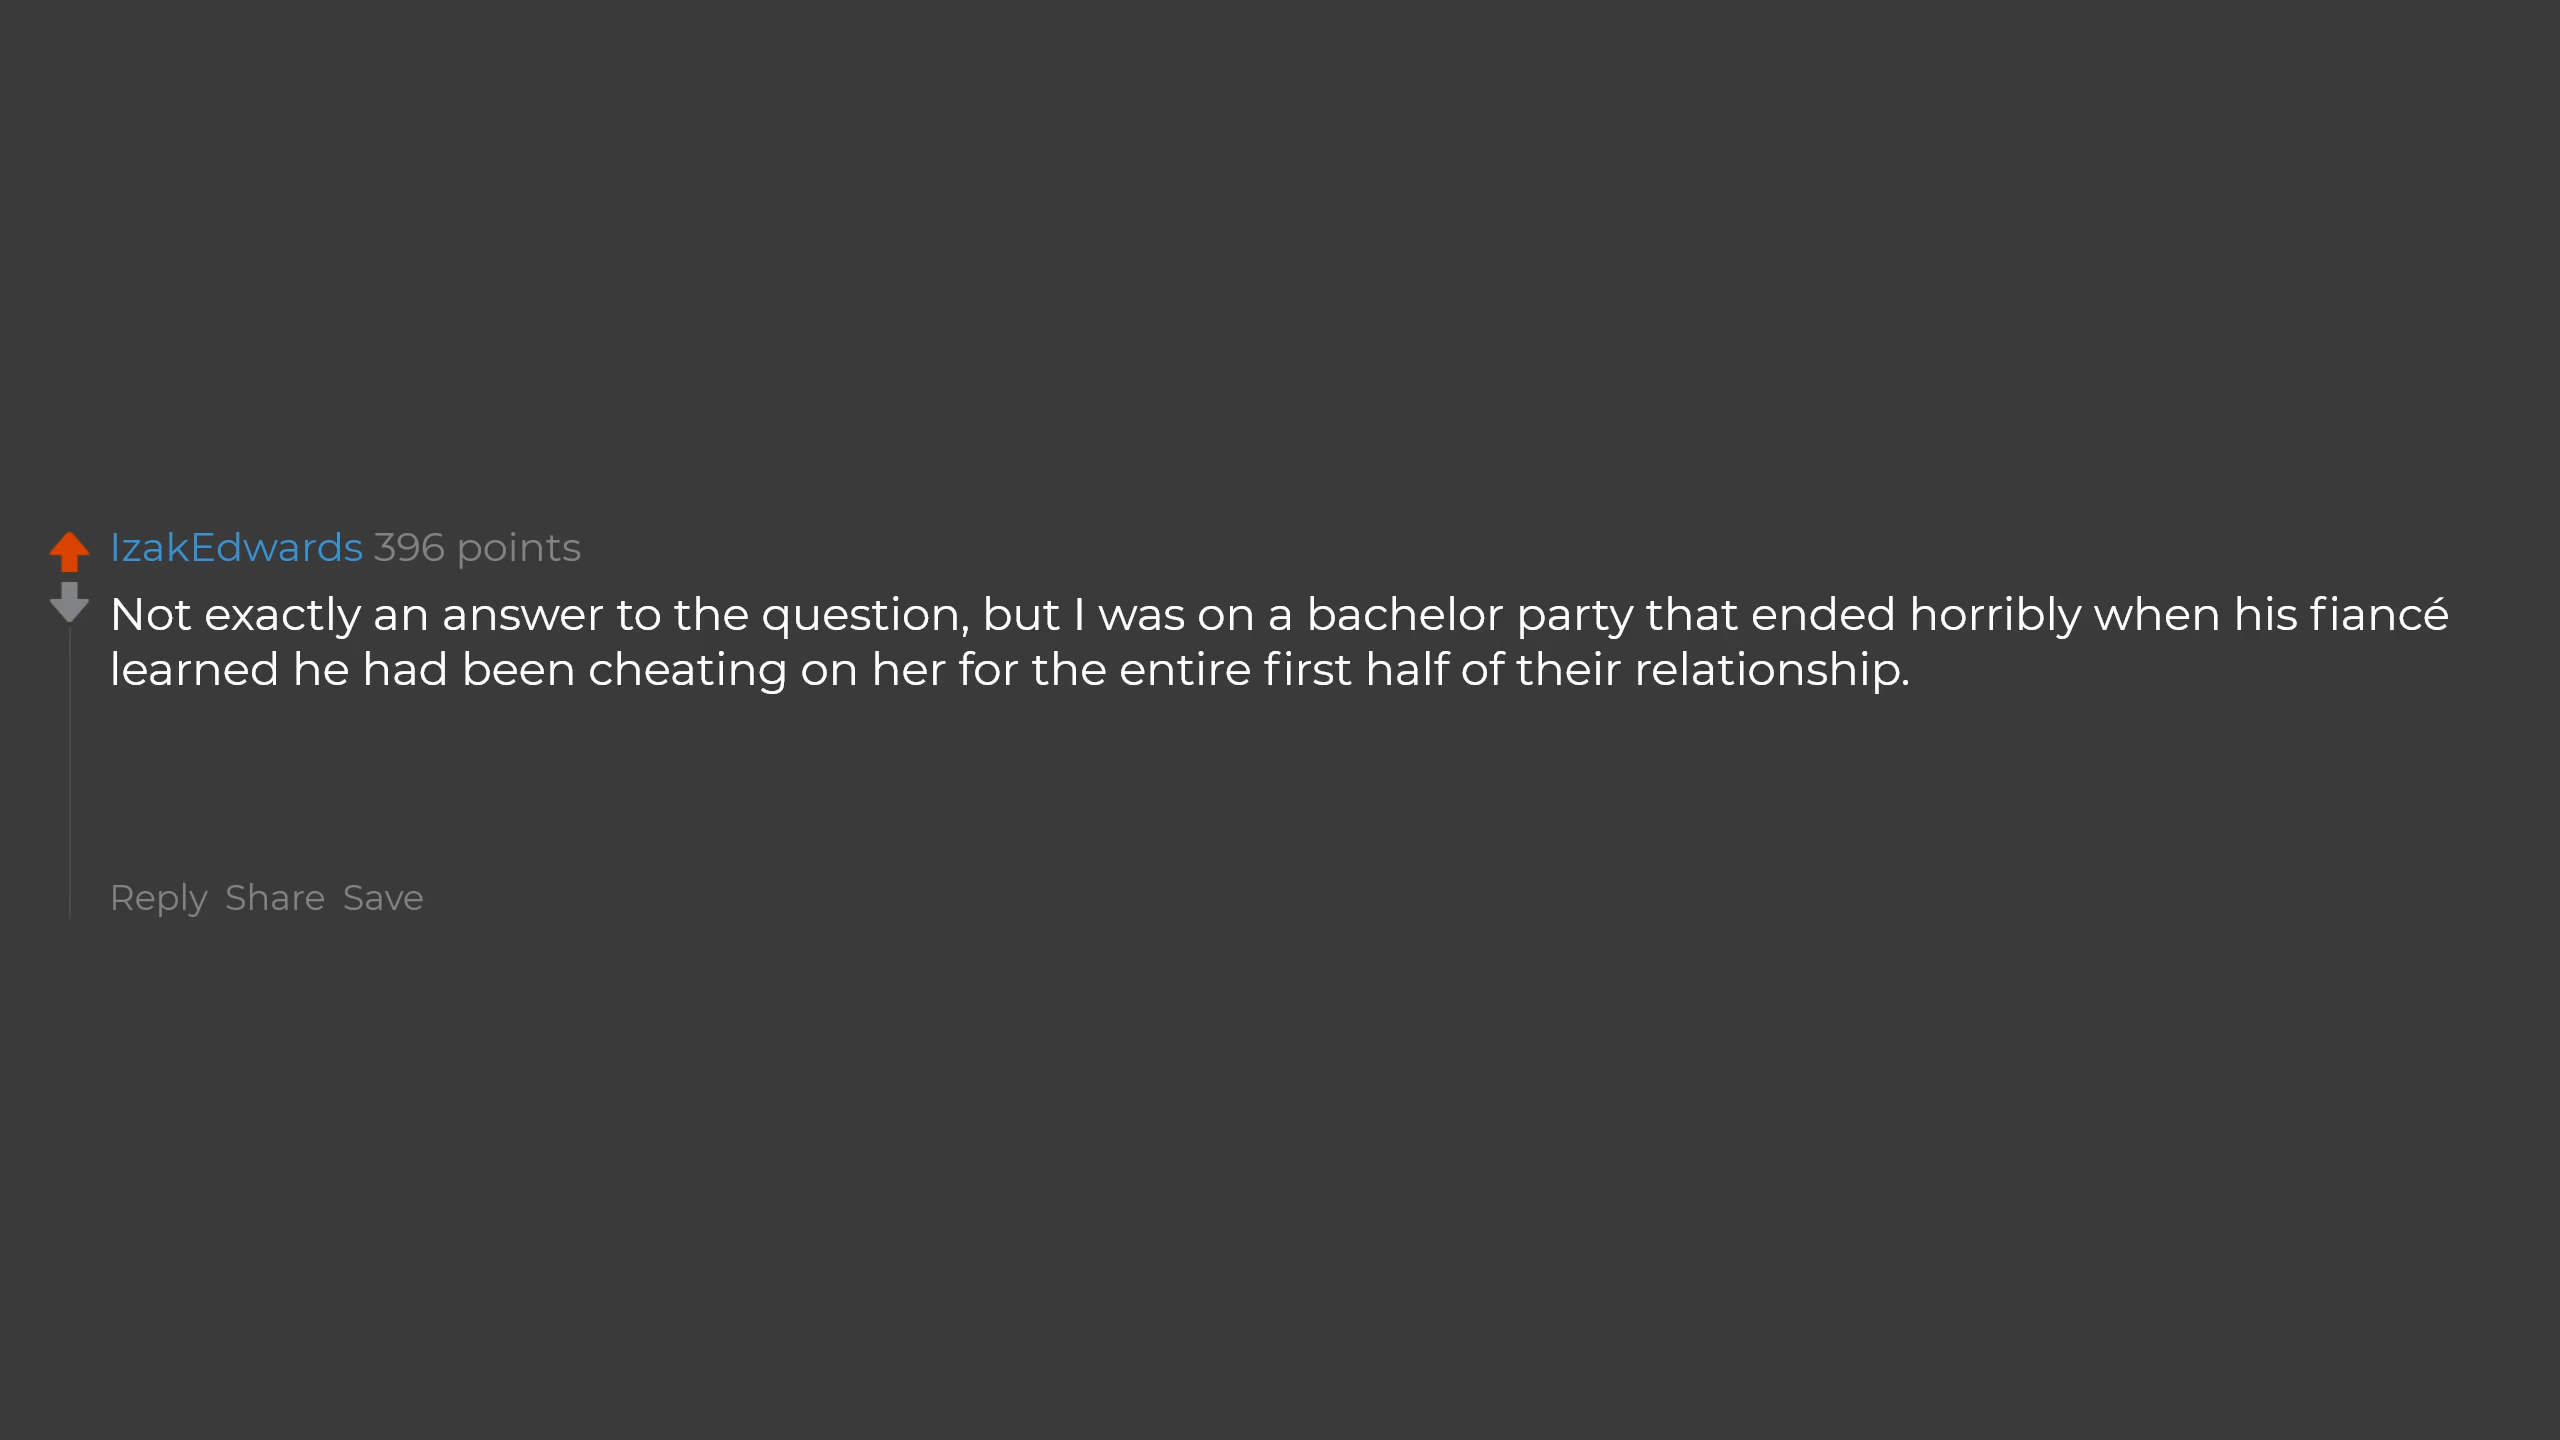 IzakEdwards 396 points
Not exactly an answer to the question, but I was on a bachelor party that ended horribly when his fiancé
learned he had been cheating on her for the entire first half of their relationship.
Reply Share Save